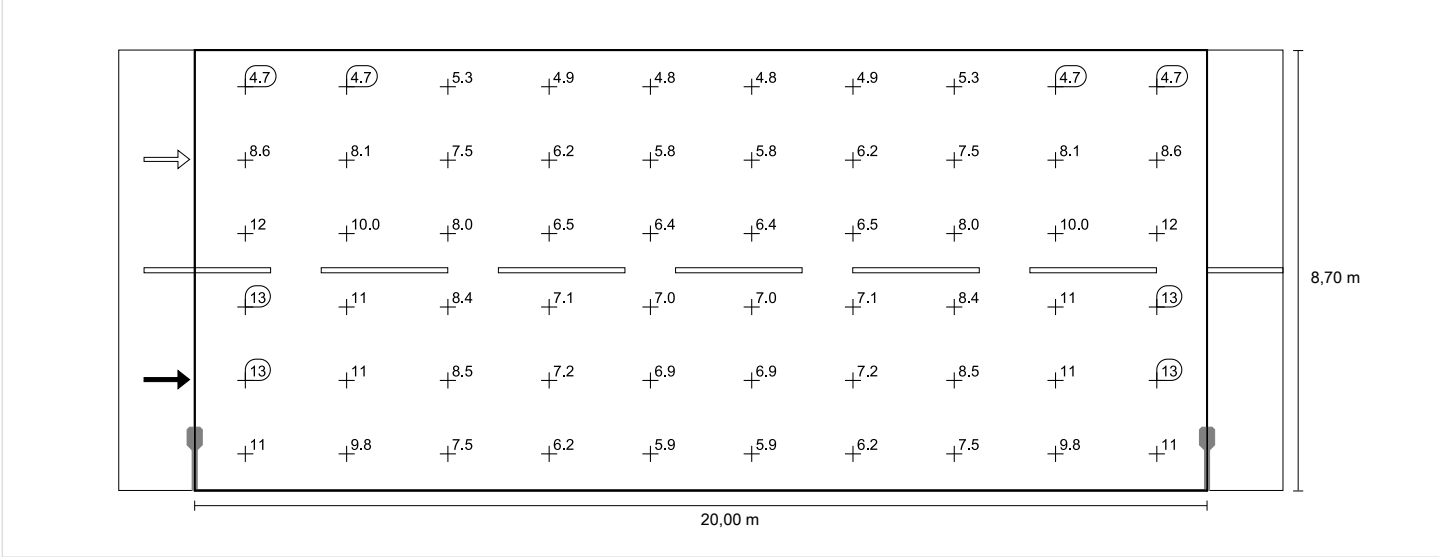 4.7 4.7 5.3 4.9 4.8 4.8 4.9 5.3 4.7 4.7
8.6 8.1 7.5 6.2 5.8 5.8 6.2 7.5 8.1 8.6
12 10.0 8.0 6.5 6.4 6.4 6.5 8.0 10.0 12
8,70 m
13 11 8.4 7.1 7.0 7.0 7.1 8.4 11 13
13 11 8.5 7.2 6.9 6.9 7.2 8.5 11 13
11 9.8 7.5 6.2 5.9 5.9 6.2 7.5 9.8 11
20,00 m